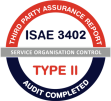 THIRD PARTY ASSURANCE REPORT
ISAE 3402
SERVICE ORGANISATION CONTROL
TYPE II
AUDIT COMPLETED